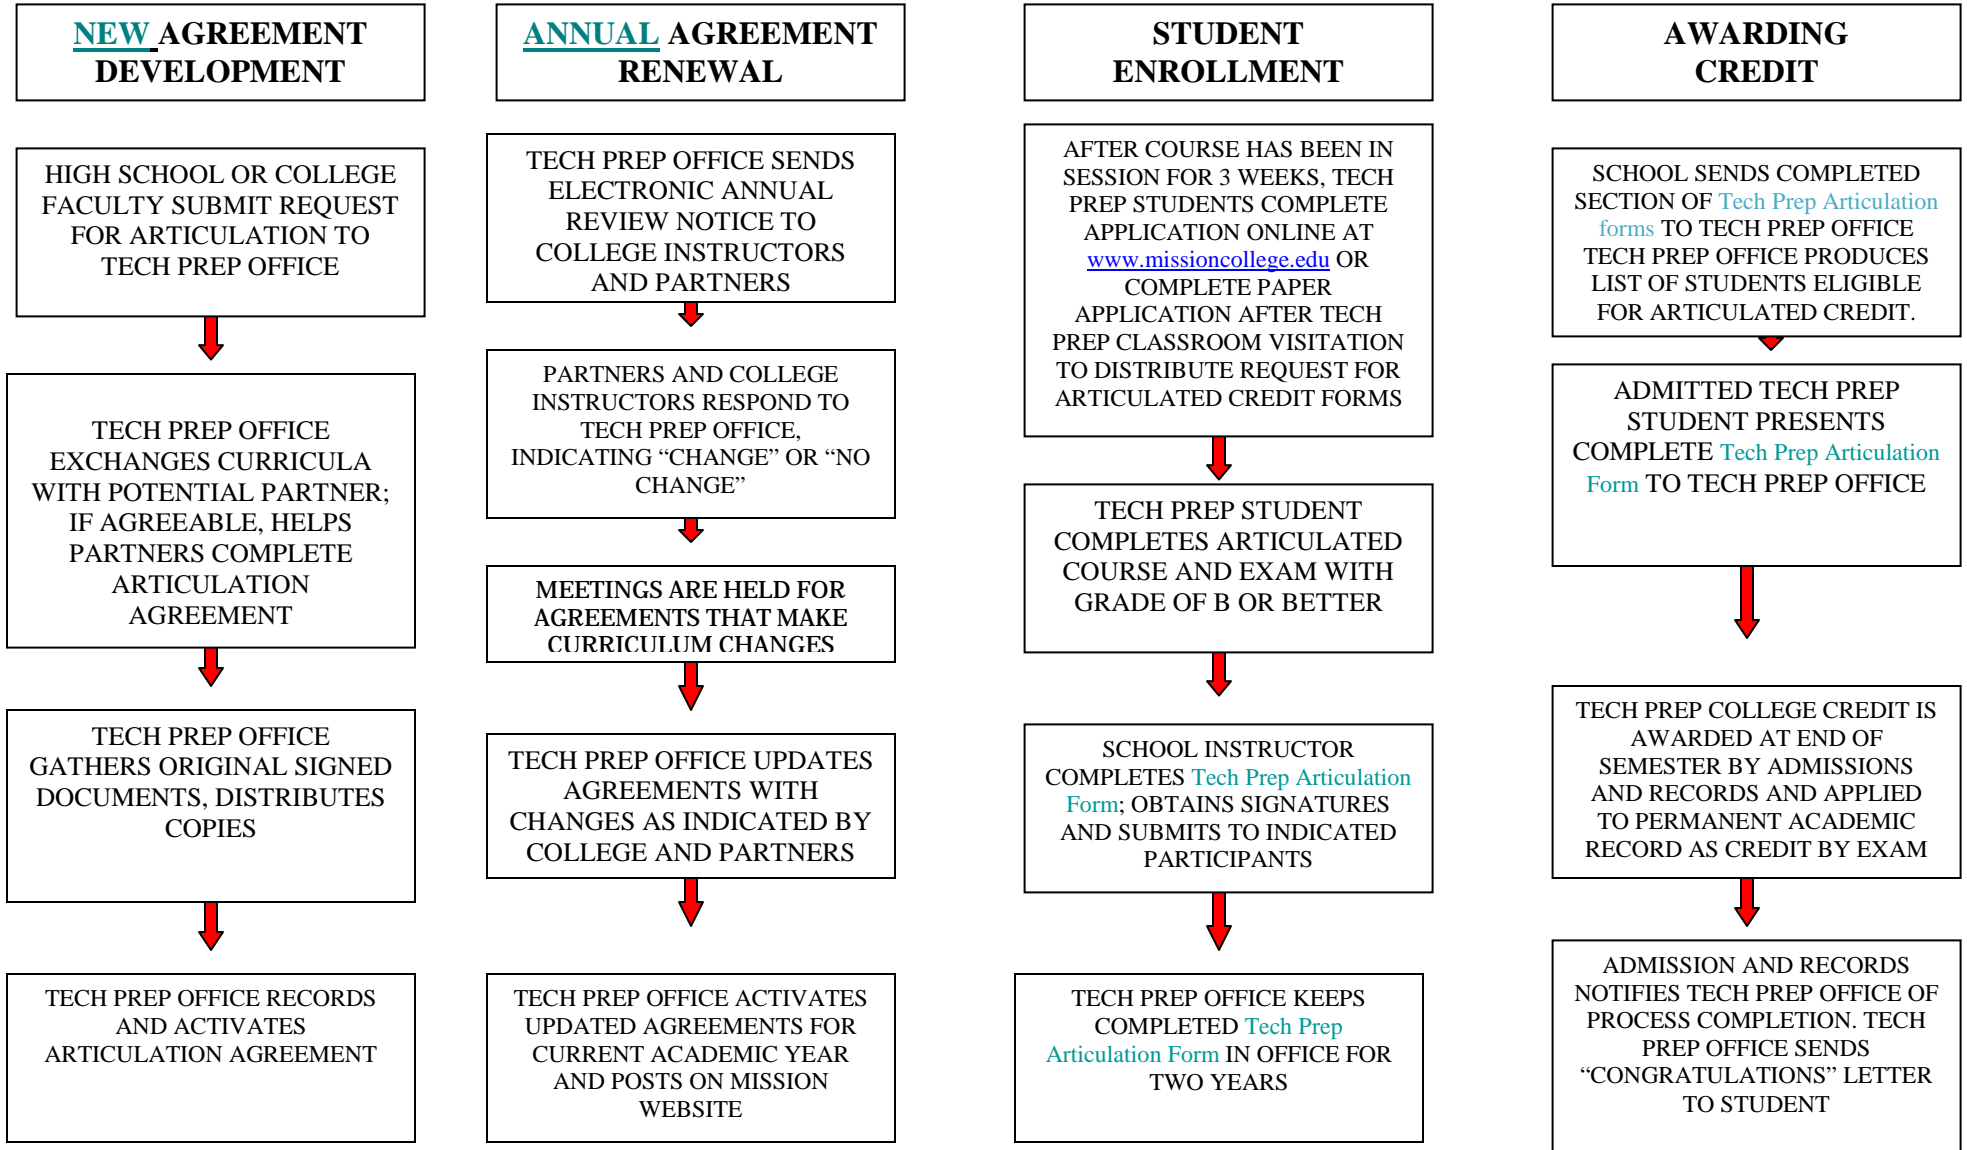 NEW AGREEMENT
DEVELOPMENT
HIGH SCHOOL OR COLLEGE
FACULTY SUBMIT REQUEST
FOR ARTICULATION TO
TECH PREP OFFICE
TECH PREP OFFICE
EXCHANGES CURRICULA
WITH POTENTIAL PARTNER;
IF AGREEABLE, HELPS
PARTNERS COMPLETE
ARTICULATION
AGREEMENT
TECH PREP OFFICE
GATHERS ORIGINAL SIGNED
DOCUMENTS, DISTRIBUTES
COPIES
TECH PREP OFFICE RECORDS
AND ACTIVATES
ARTICULATION AGREEMENT
ANNUAL AGREEMENT
RENEWAL
TECH PREP OFFICE SENDS
ELECTRONIC ANNUAL
REVIEW NOTICE TO
COLLEGE INSTRUCTORS
AND PARTNERS
PARTNERS AND COLLEGE
INSTRUCTORS RESPOND TO
TECH PREP OFFICE,
INDICATING “CHANGE” OR “NO
CHANGE”
MEETINGS ARE HELD FOR
AGREEMENTS THAT MAKE
CURRICULUM CHANGES
TECH PREP OFFICE UPDATES
AGREEMENTS WITH
CHANGES AS INDICATED BY
COLLEGE AND PARTNERS
TECH PREP OFFICE ACTIVATES
UPDATED AGREEMENTS FOR
CURRENT ACADEMIC YEAR
AND POSTS ON MISSION
WEBSITE
STUDENT
ENROLLMENT
AFTER COURSE HAS BEEN IN
SESSION FOR 3 WEEKS, TECH
PREP STUDENTS COMPLETE
APPLICATION ONLINE AT
www.missioncollege.edu OR
COMPLETE PAPER
APPLICATION AFTER TECH
PREP CLASSROOM VISITATION
TO DISTRIBUTE REQUEST FOR
ARTICULATED CREDIT FORMS
TECH PREP STUDENT
COMPLETES ARTICULATED
COURSE AND EXAM WITH
GRADE OF B OR BETTER
SCHOOL INSTRUCTOR
COMPLETES Tech Prep Articulation
Form; OBTAINS SIGNATURES
AND SUBMITS TO INDICATED
PARTICIPANTS
TECH PREP OFFICE KEEPS
COMPLETED Tech Prep
Articulation Form IN OFFICE FOR
TWO YEARS
AWARDING
CREDIT
SCHOOL SENDS COMPLETED
SECTION OF Tech Prep Articulation
forms TO TECH PREP OFFICE
TECH PREP OFFICE PRODUCES
LIST OF STUDENTS ELIGIBLE
FOR ARTICULATED CREDIT.
ADMITTED TECH PREP
STUDENT PRESENTS
COMPLETE Tech Prep Articulation
Form TO TECH PREP OFFICE
TECH PREP COLLEGE CREDIT IS
AWARDED AT END OF
SEMESTER BY ADMISSIONS
AND RECORDS AND APPLIED
TO PERMANENT ACADEMIC
RECORD AS CREDIT BY EXAM
ADMISSION AND RECORDS
NOTIFIES TECH PREP OFFICE OF
PROCESS COMPLETION. TECH
PREP OFFICE SENDS
“CONGRATULATIONS” LETTER
TO STUDENT